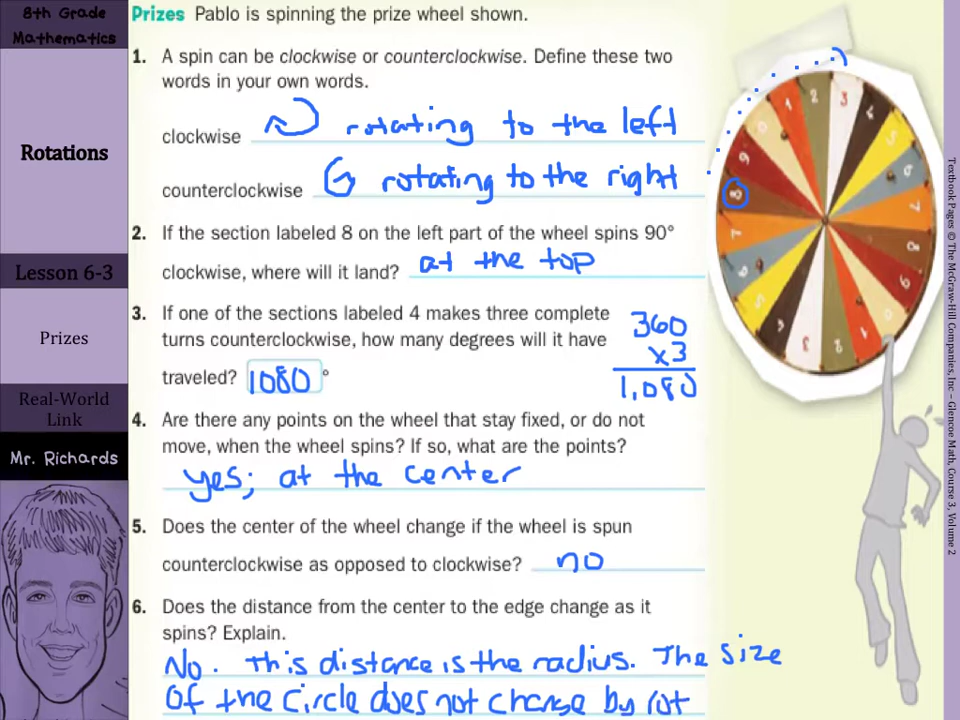 8th Grade
Mathematics
Rotations
Lesson 6-3
Prizes
Real-World
Link
Mr. Richards
Prizes Pablo is spinning the prize wheel shown.
1. A spin can be clockwise or counterclockwise. Define these two
words in your own words.
clockwise rotating to the left
counterclockwise rotating to the right
2. If the section labeled 8 on the left part of the wheel spins 90°
clockwise, where will it land? at the top
3. If one of the sections labeled 4 makes three complete
turns counterclockwise, how many degrees will it have
traveled? 1080 °
360
x3
1,080
4. Are there any points on the wheel that stay fixed, or do not
move, when the wheel spins? If so, what are the points?
yes; at the center
5. Does the center of the wheel change if the wheel is spun
counterclockwise as opposed to clockwise? no
6. Does the distance from the center to the edge change as it
spins? Explain.
No. This distance is the radius. The size
of the circle does not change by rot
Textbook Pages © The McGraw-Hill Companies, Inc – Glencoe Math, Course 3, Volume 2